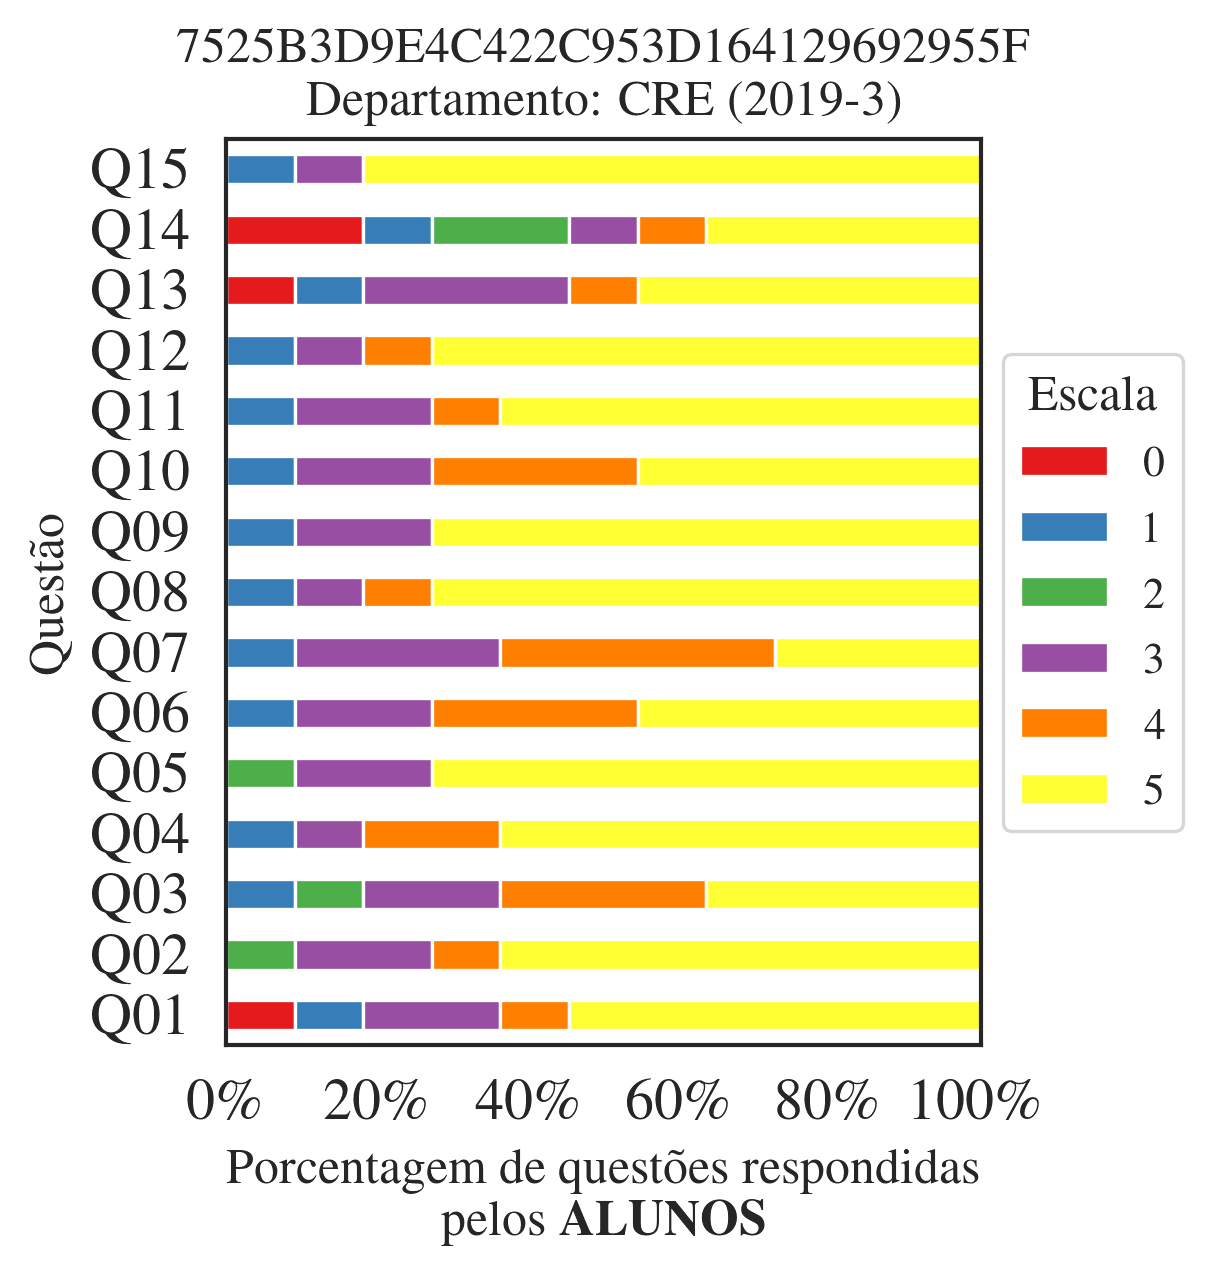 7525B3D9E4C422C953D164129692955F
Departamento: CRE (2019-3)
Q15
Q14
Q13
Q12
Q11
Q10
Q09
Q08
Q07
Q06
Q05
Q04
Q03
Q02
Q01
Questão
0% 20% 40% 60% 80% 100%
Porcentagem de questões respondidas
pelos ALUNOS
Escala
0
1
2
3
4
5